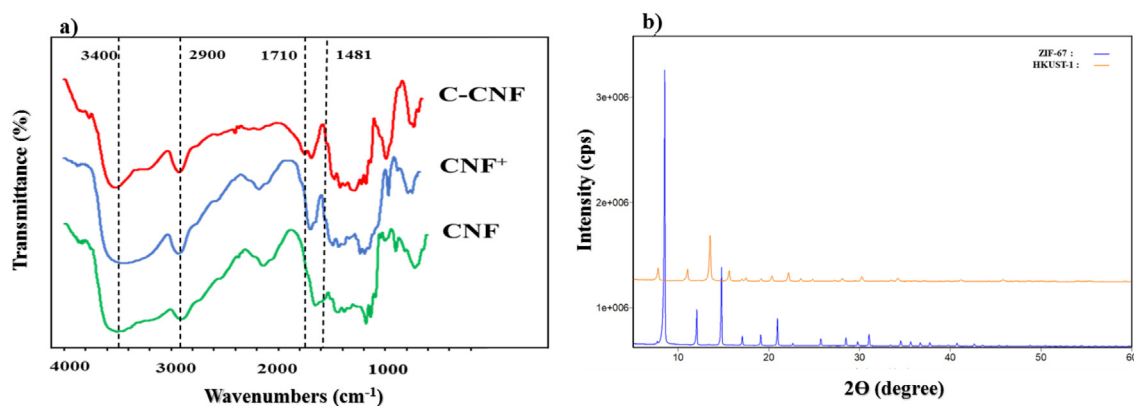 a)
3400
2900
1710
1481
C-CNF
CNF⁺
CNF
Transmittance (%)
4000
3000
2000
1000
Wavenumbers (cm⁻¹)
b)
ZIF-67 :
HKUST-1 :
3e+006
2e+006
1e+006
Intensity (cps)
10
20
30
40
50
60
2Ɵ (degree)